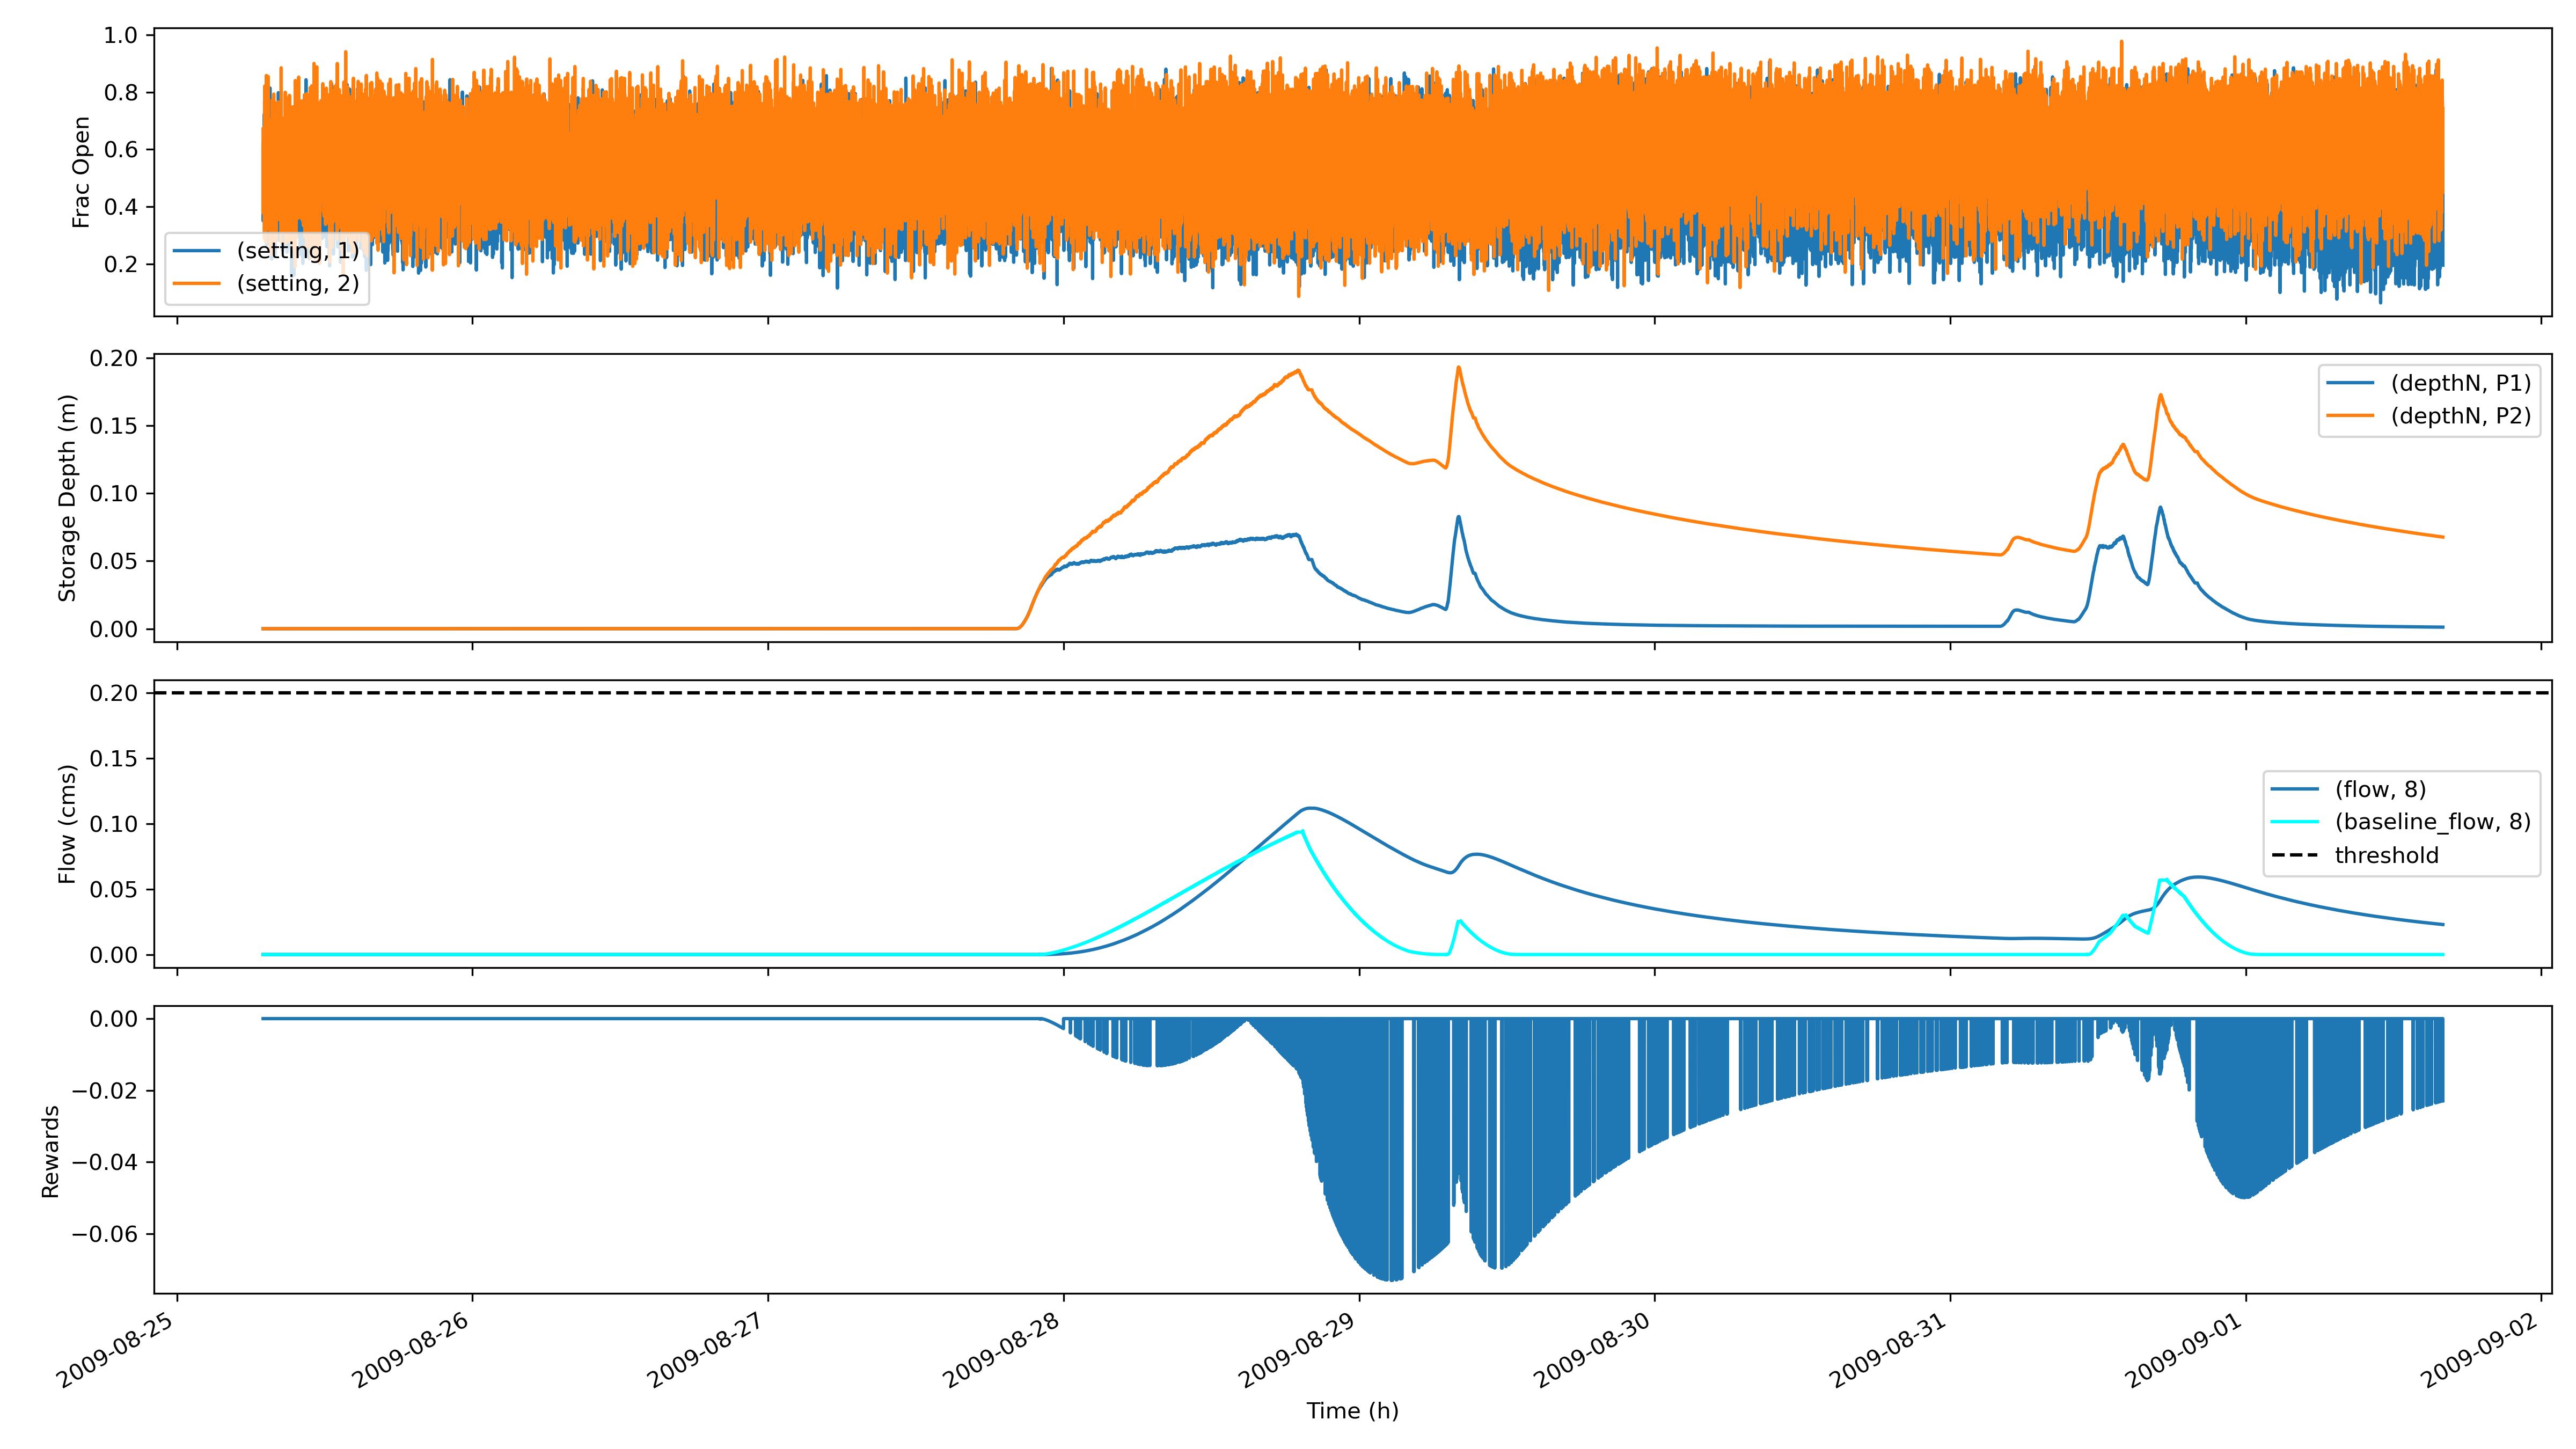 1.0
0.8
0.6
0.4
0.2
Frac Open
(setting, 1)
(setting, 2)
0.20
0.15
0.10
0.05
0.00
Storage Depth (m)
(depthN, P1)
(depthN, P2)
0.20
0.15
0.10
0.05
0.00
Flow (cms)
(flow, 8)
(baseline_flow, 8)
threshold
0.00
−0.02
−0.04
−0.06
Rewards
2009-08-25
2009-08-26
2009-08-27
2009-08-28
2009-08-29
2009-08-30
2009-08-31
2009-09-01
2009-09-02
Time (h)